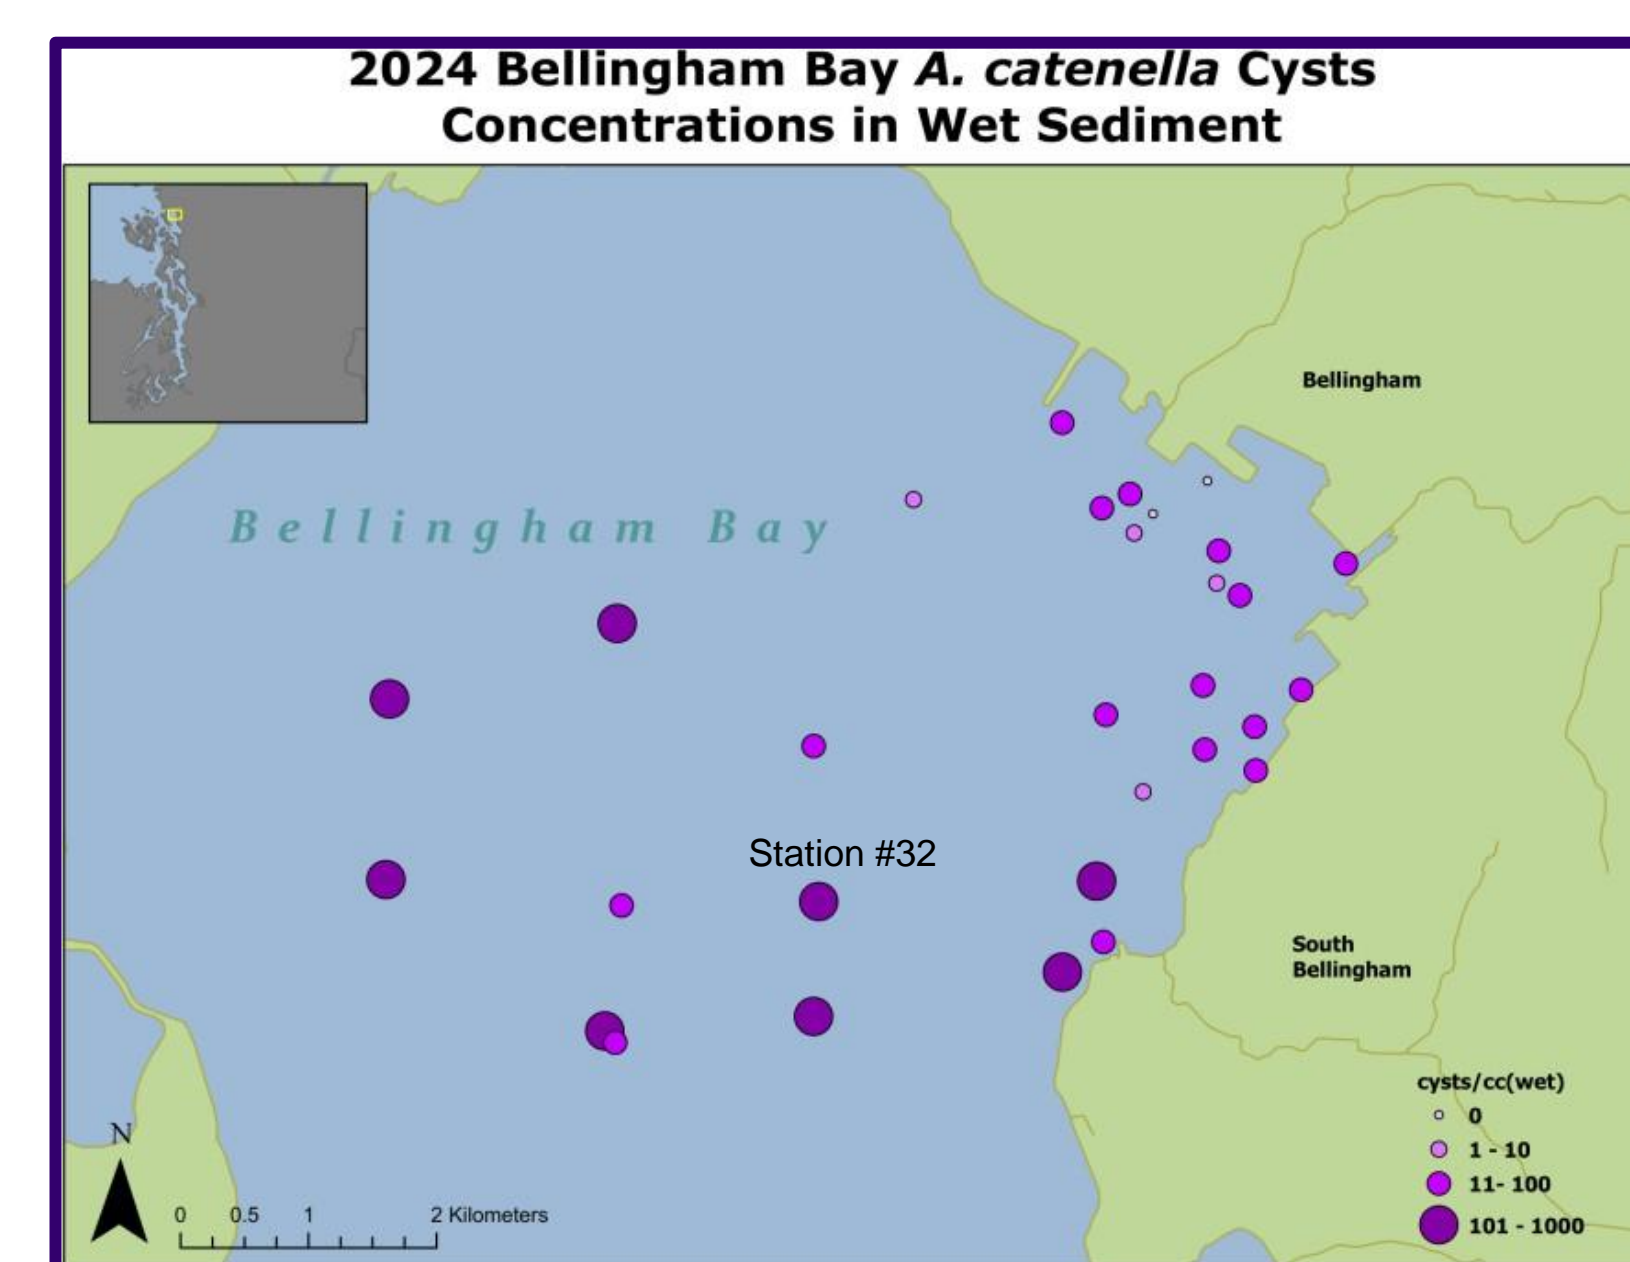 2024 Bellingham Bay A. catenella Cysts
Concentrations in Wet Sediment
Bellingham
Bellingham Bay
Station #32
South
Bellingham
cysts/cc(wet)
0
1 - 10
11- 100
101 - 1000
N
0 0.5 1 2 Kilometers